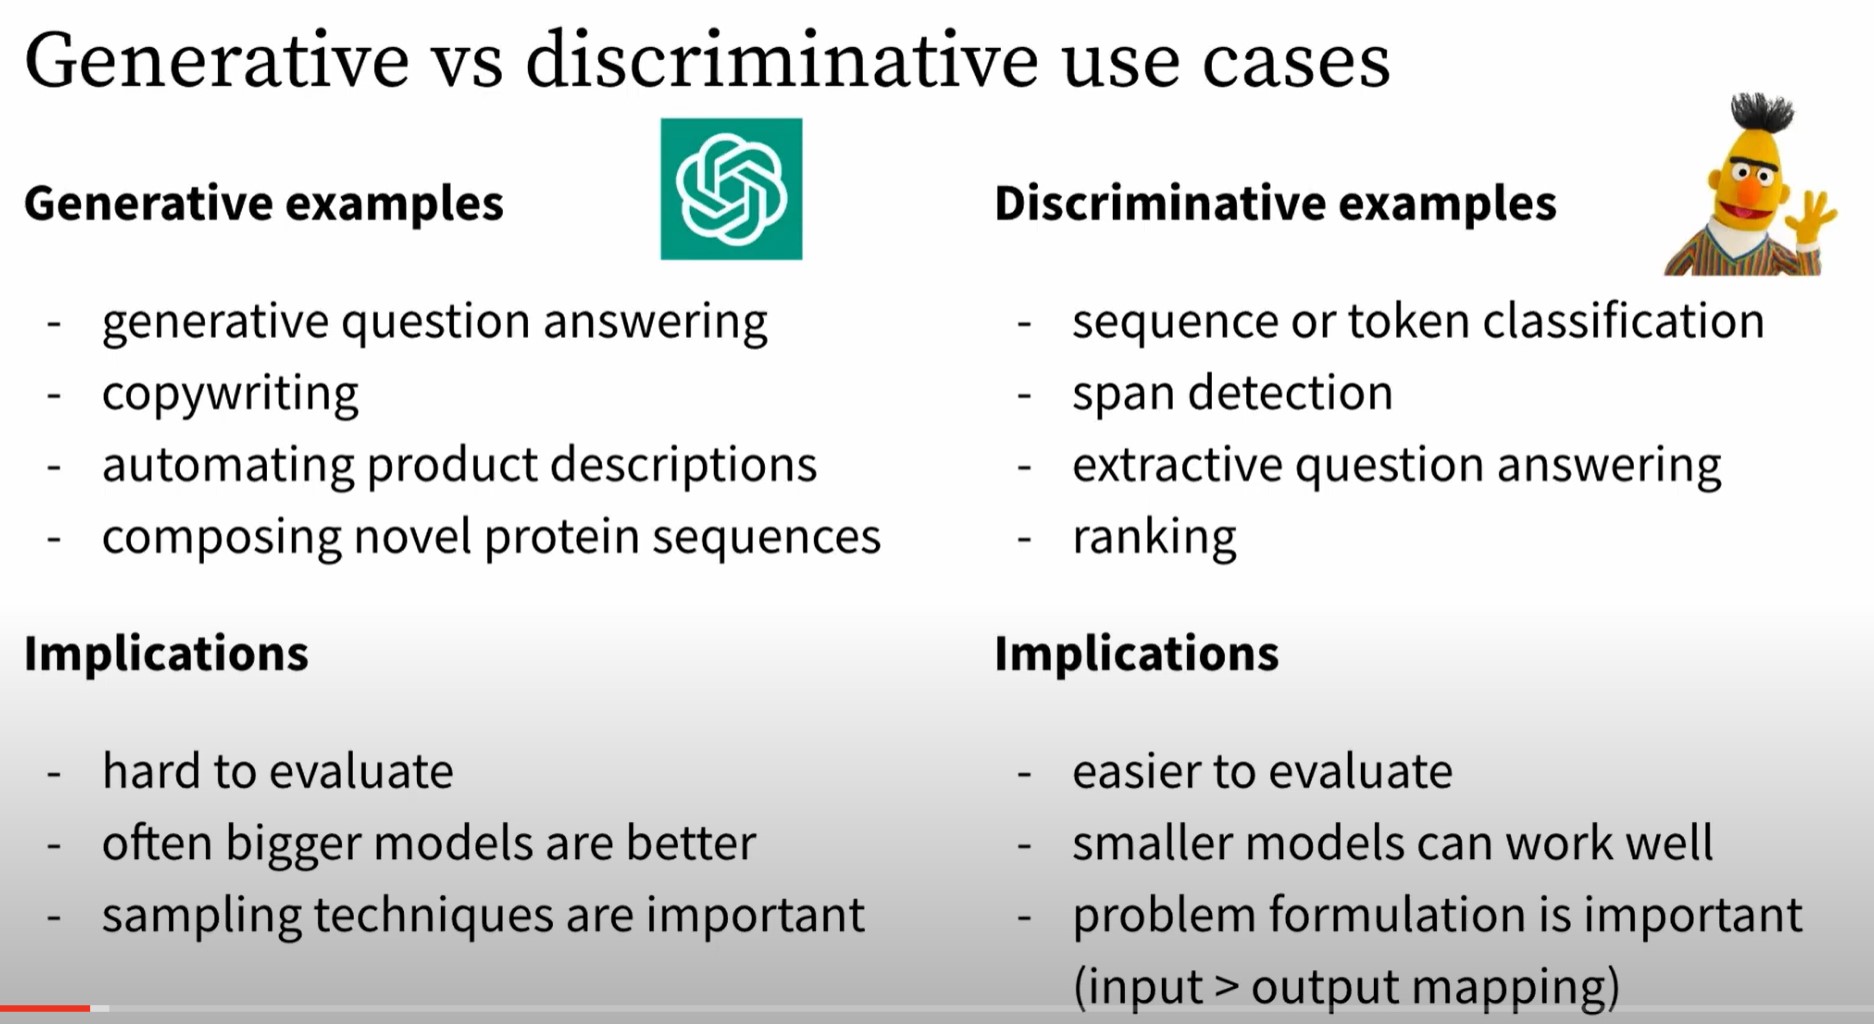 Generative vs discriminative use cases
Generative examples
- generative question answering
- copywriting
- automating product descriptions
- composing novel protein sequences
Implications
- hard to evaluate
- often bigger models are better
- sampling techniques are important
Discriminative examples
- sequence or token classification
- span detection
- extractive question answering
- ranking
Implications
- easier to evaluate
- smaller models can work well
- problem formulation is important
(input > output mapping)